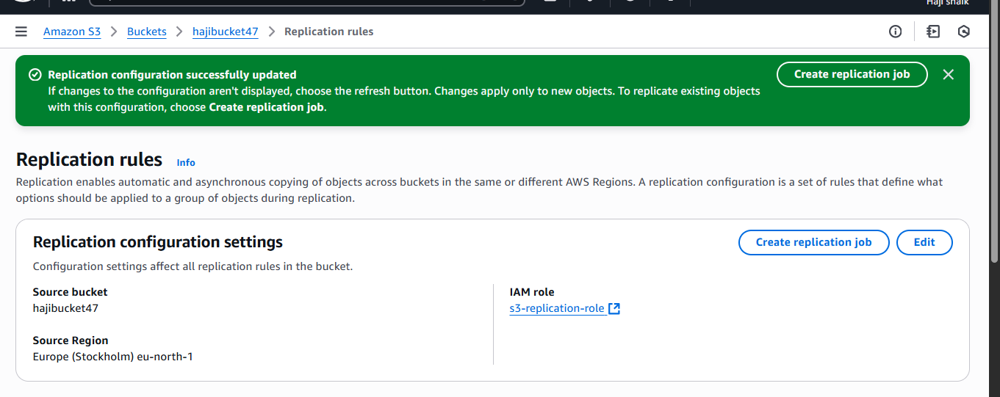 Haji shaik
Amazon S3 > Buckets > hajibucket47 > Replication rules
Replication configuration successfully updated
Create replication job
If changes to the configuration aren't displayed, choose the refresh button. Changes apply only to new objects. To replicate existing objects
with this configuration, choose Create replication job.
Replication rules Info
Replication enables automatic and asynchronous copying of objects across buckets in the same or different AWS Regions. A replication configuration is a set of rules that define what
options should be applied to a group of objects during replication.
Replication configuration settings
Create replication job Edit
Configuration settings affect all replication rules in the bucket.
Source bucket
hajibucket47
IAM role
s3-replication-role
Source Region
Europe (Stockholm) eu-north-1